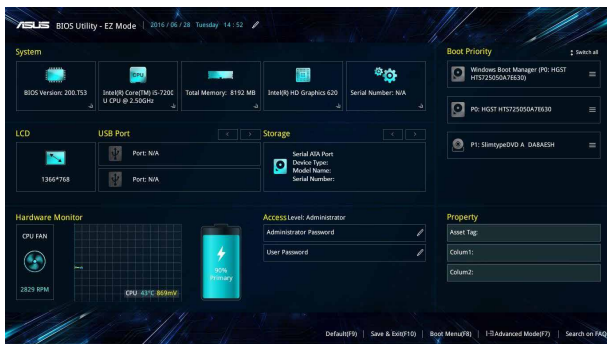 ASUS BIOS Utility - EZ Mode 2016 / 06 / 28 Tuesday 14 : 52
System
BIOS Version: 200.T53
CPU
Intel(R) Core(TM) i5-7200
U CPU @ 2.50GHz
Total Memory: 8192 MB
Intel(R) HD Graphics 620
Serial Number: N/A
Boot Priority
Switch all
Windows Boot Manager (P0: HGST
HTS725050A7E630)
P0: HGST HTS725050A7E630
P1: SlimtypeDVD A DA8AESH
LCD
1366*768
USB Port
Port: N/A
Port: N/A
Storage
Serial ATA Port
Device Type:
Model Name:
Serial Number:
Hardware Monitor
CPU FAN
2829 RPM
CPU 43°C 869mV
90%
Primary
Access Level: Administrator
Administrator Password
User Password
Property
Asset Tag:
Colum1:
Colum2:
Default(F9) | Save & Exit(F10) | Boot Menu(F8) | Advanced Mode(F7) | Search on FAQ